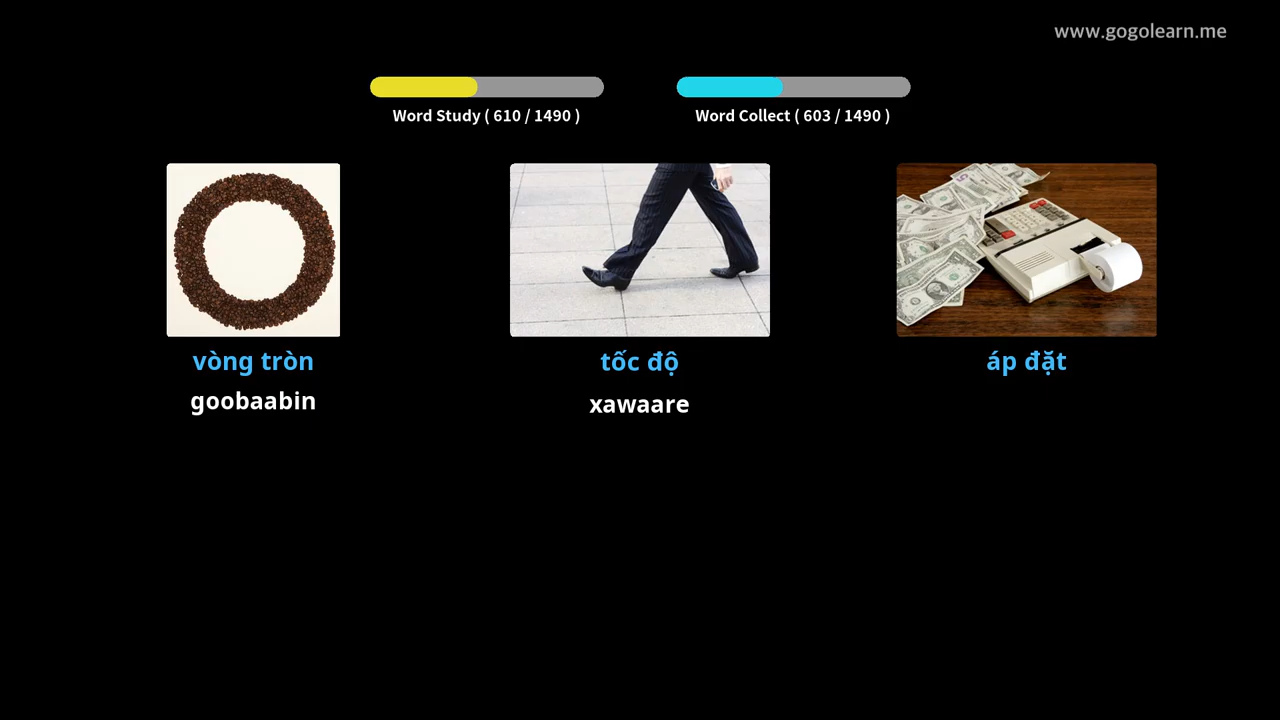 www.gogolearn.me
Word Study ( 610 / 1490 )
Word Collect ( 603 / 1490 )
vòng tròn
goobaabin
tốc độ
xawaare
áp đặt